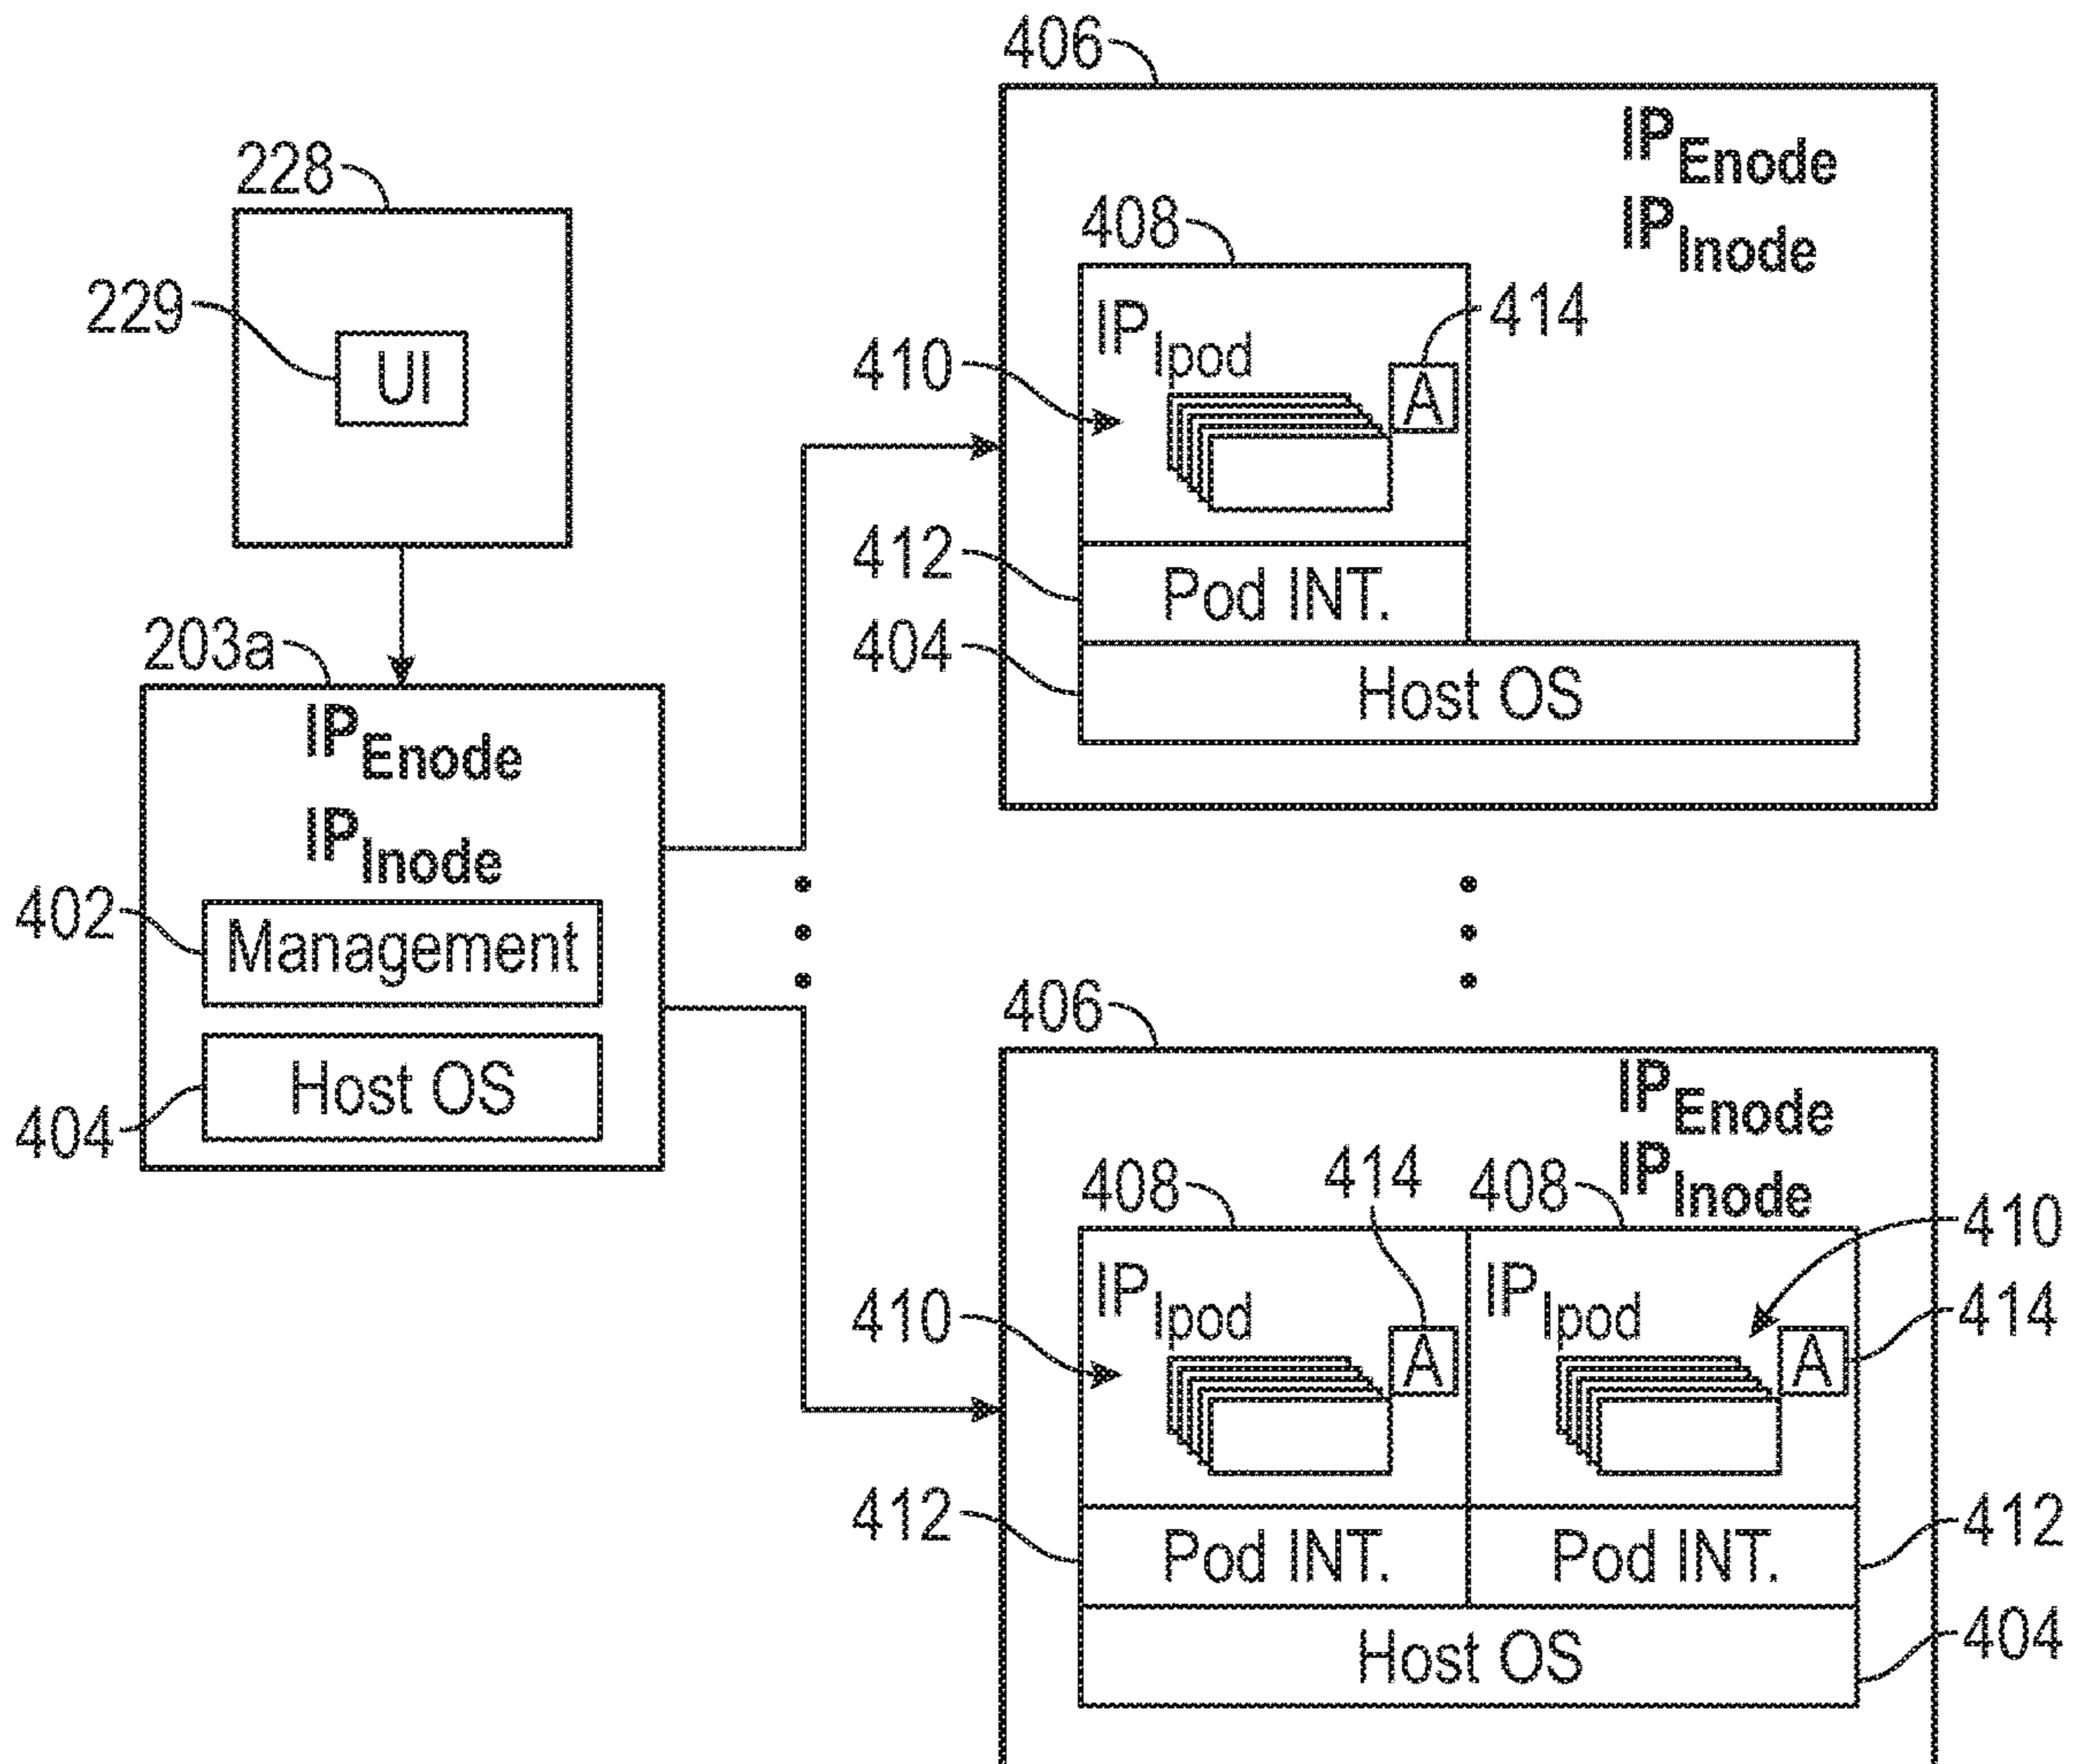 228
229
UI
203a
IPEnode
IPInode
402
Management
404
Host OS
406
IPEnode
IPInode
408
IPIpod
410
414
A
412
Pod INT.
404
Host OS
406
IPEnode
IPInode
408
414
408
410
IPIpod
IPIpod
410
A
A
414
412
Pod INT.
Pod INT.
412
Host OS
404